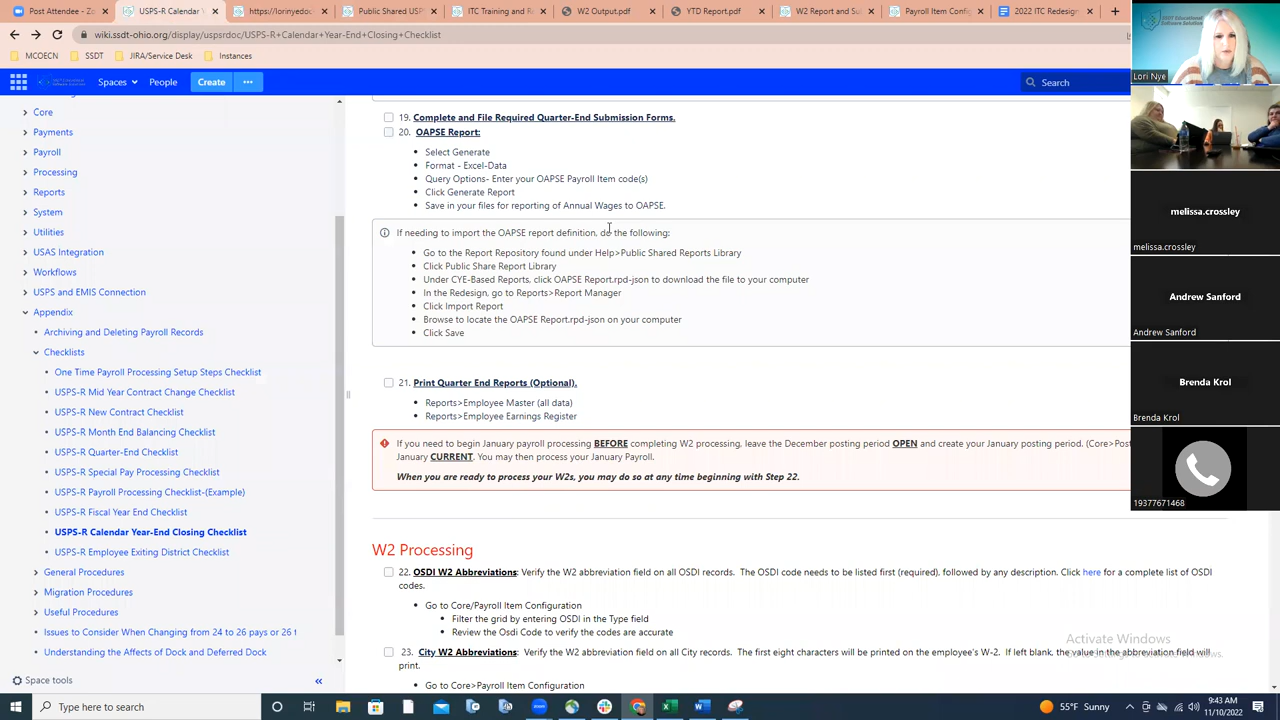 Post Attendee -
USPS-R Calendar
https://lorinyedo
Public Shared US
ITC Training and R
W2 Output.pdf
YTD Report.pdf
W2 Report and Sub
Payroll Item Config
2022 ITC Redesign
wiki.ssdt-ohio.org/display/uspsrdoc/USPS-R+Calendar+Year-End+Closing+Checklist
MCOECN
SSDT
JIRA/Service Desk
Instances
Spaces
People
Create
Search
Core
Payments
Payroll
Processing
Reports
System
Utilities
USAS Integration
Workflows
USPS and EMIS Connection
Appendix
Archiving and Deleting Payroll Records
Checklists
One Time Payroll Processing Setup Steps Checklist
USPS-R Mid Year Contract Change Checklist
USPS-R New Contract Checklist
USPS-R Month End Balancing Checklist
USPS-R Quarter-End Checklist
USPS-R Special Pay Processing Checklist
USPS-R Payroll Processing Checklist-(Example)
USPS-R Fiscal Year End Checklist
USPS-R Calendar Year-End Closing Checklist
USPS-R Employee Exiting District Checklist
General Procedures
Migration Procedures
Useful Procedures
Issues to Consider When Changing from 24 to 26 pays or 26 t
Understanding the Affects of Dock and Deferred Dock
Space tools
«
19. Complete and File Required Quarter-End Submission Forms.
20. OAPSE Report:
Select Generate
Format - Excel-Data
Query Options- Enter your OAPSE Payroll Item code(s)
Click Generate Report
Save in your files for reporting of Annual Wages to OAPSE.
If needing to import the OAPSE report definition, do the following:
Go to the Report Repository found under Help>Public Shared Reports Library
Click Public Share Report Library
Under CYE-Based Reports, click OAPSE Report.rpd-json to download the file to your computer
In the Redesign, go to Reports>Report Manager
Click Import Report
Browse to locate the OAPSE Report.rpd-json on your computer
Click Save
21. Print Quarter End Reports (Optional).
Reports>Employee Master (all data)
Reports>Employee Earnings Register
If you need to begin January payroll processing BEFORE completing W2 processing, leave the December posting period OPEN and create your January posting period. (Core>Pos
January CURRENT. You may then process your January Payroll.
When you are ready to process your W2s, you may do so at any time beginning with Step 22.
W2 Processing
22. OSDI W2 Abbreviations: Verify the W2 abbreviation field on all OSDI records. The OSDI code needs to be listed first (required), followed by any description. Click here for a complete list of OSDI
codes.
Go to Core/Payroll Item Configuration
Filter the grid by entering OSDI in the Type field
Review the Osdi Code to verify the codes are accurate
23. City W2 Abbreviations: Verify the W2 abbreviation field on all City records. The first eight characters will be printed on the employee's W-2. If left blank, the value in the abbreviation field will
print.
Go to Core>Payroll Item Configuration
Activate Windows
Lori Nye
melissa.crossley
melissa.crossley
Andrew Sanford
Andrew Sanford
Brenda Krol
Brenda Krol
19377671468
Type here to search
55°F Sunny
9:43 AM
11/10/2022